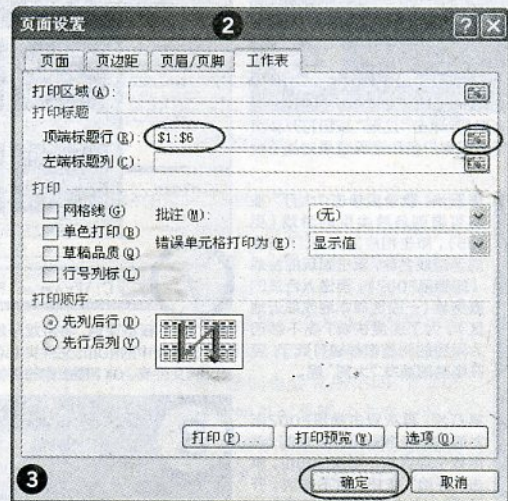 页面设置 2
页面 页边距 页眉/页脚 工作表
打印区域(A):
打印标题
顶端标题行(R): $1:$6
左端标题列(C):
打印
网格线(G) 批注(M): (无)
单色打印(B) 错误单元格打印为(E): 显示值
草稿品质(Q)
行号列标(L)
打印顺序
先列后行(D)
先行后列(V)
打印(P)... 打印预览(W) 选项(O)...
3 确定 取消